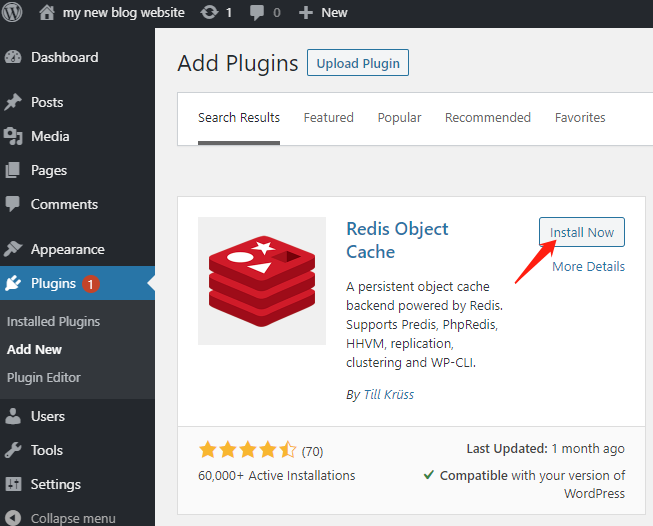 my new blog website 1 0 New
Dashboard
Posts
Media
Pages
Comments
Appearance
Plugins 1
Installed Plugins
Add New
Plugin Editor
Users
Tools
Settings
Collapse menu
Add Plugins Upload Plugin
Search Results Featured Popular Recommended Favorites
Redis Object
Cache
Install Now
More Details
A persistent object cache
backend powered by Redis.
Supports Predis, PhpRedis,
HHVM, replication,
clustering and WP-CLI.
By Till Krüss
(70)
60,000+ Active Installations
Last Updated: 1 month ago
Compatible with your version of
WordPress